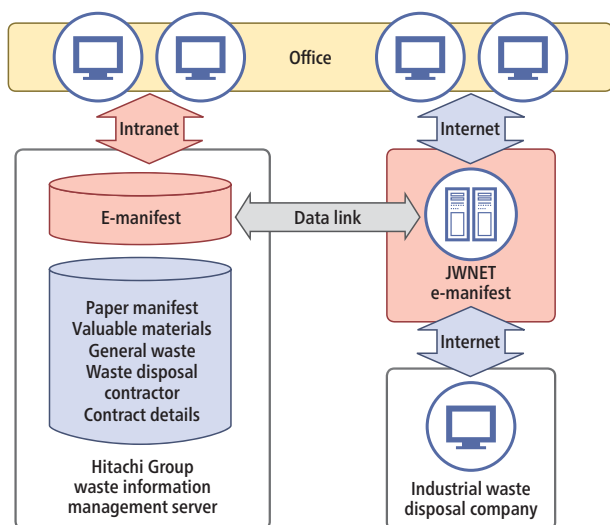 Office
Intranet
Internet
E-manifest
Data link
JWNET
e-manifest
Paper manifest
Valuable materials
General waste
Waste disposal
contractor
Contract details
Internet
Hitachi Group
waste information
management server
Industrial waste
disposal company